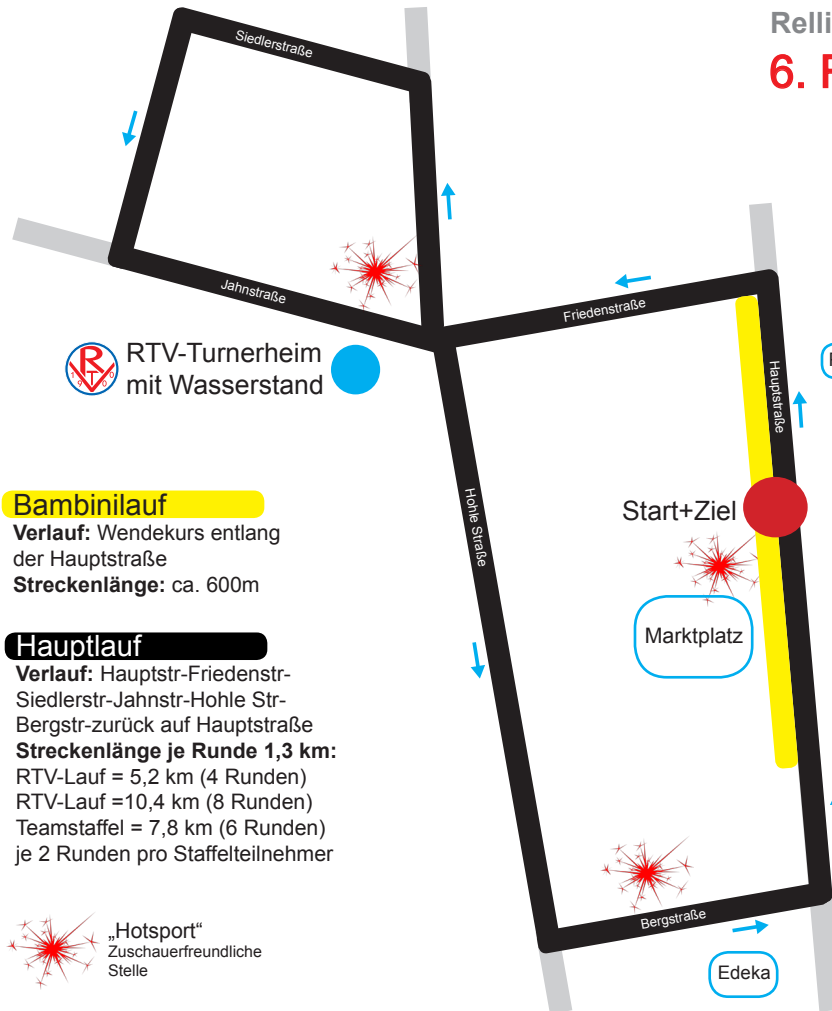 Relli
6. F
Siedlerstraße
Jahnstraße
Friedenstraße
Hauptstraße
R
T V
19 00
RTV-Turnerheim
mit Wasserstand
Hohle Straße
Start+Ziel
Marktplatz
Bambinilauf
Verlauf: Wendekurs entlang
der Hauptstraße
Streckenlänge: ca. 600m
Hauptlauf
Verlauf: Hauptstr-Friedenstr-
Siedlerstr-Jahnstr-Hohle Str-
Bergstr-zurück auf Hauptstraße
Streckenlänge je Runde 1,3 km:
RTV-Lauf = 5,2 km (4 Runden)
RTV-Lauf =10,4 km (8 Runden)
Teamstaffel = 7,8 km (6 Runden)
je 2 Runden pro Staffelteilnehmer
„Hotsport“
Zuschauerfreundliche
Stelle
Bergstraße
Edeka